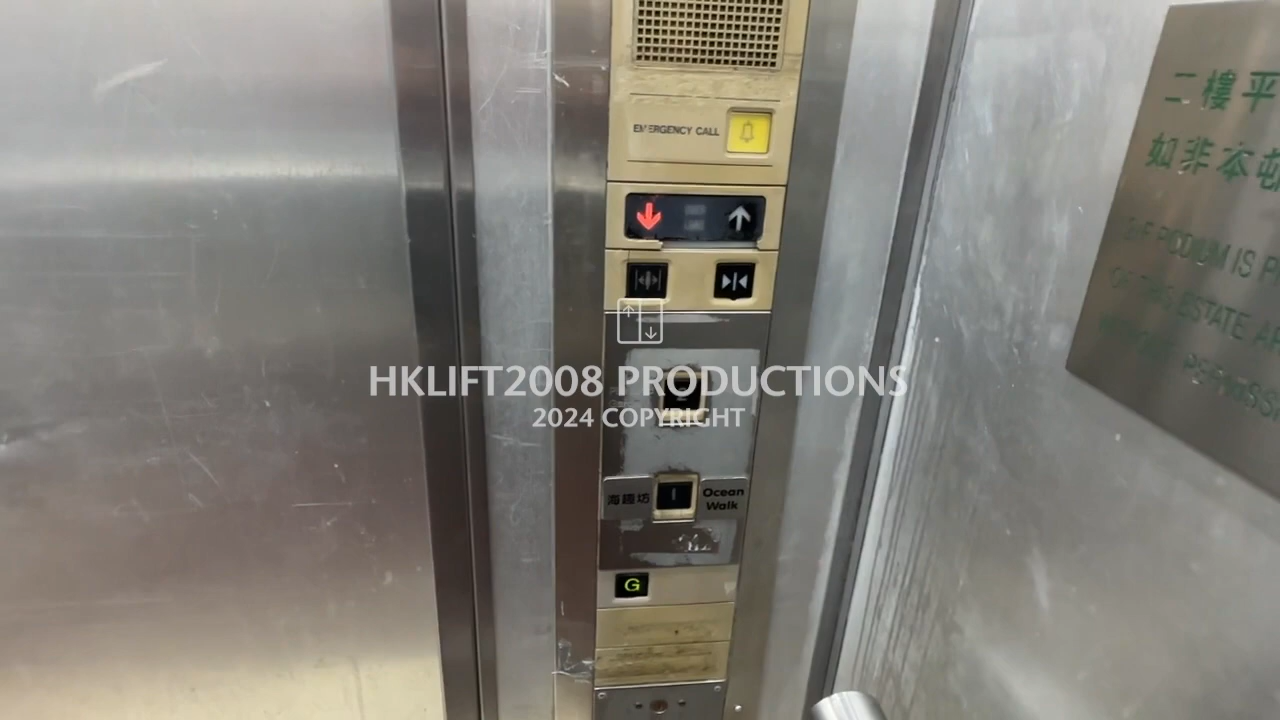 EMERGENCY CALL
HKLIFT2008 PRODUCTIONS
2024 COPYRIGHT
海趣坊
1
Ocean
Walk
G
二樓平
如非本邨
2/F PODIUM IS
OF THIS ESTATE